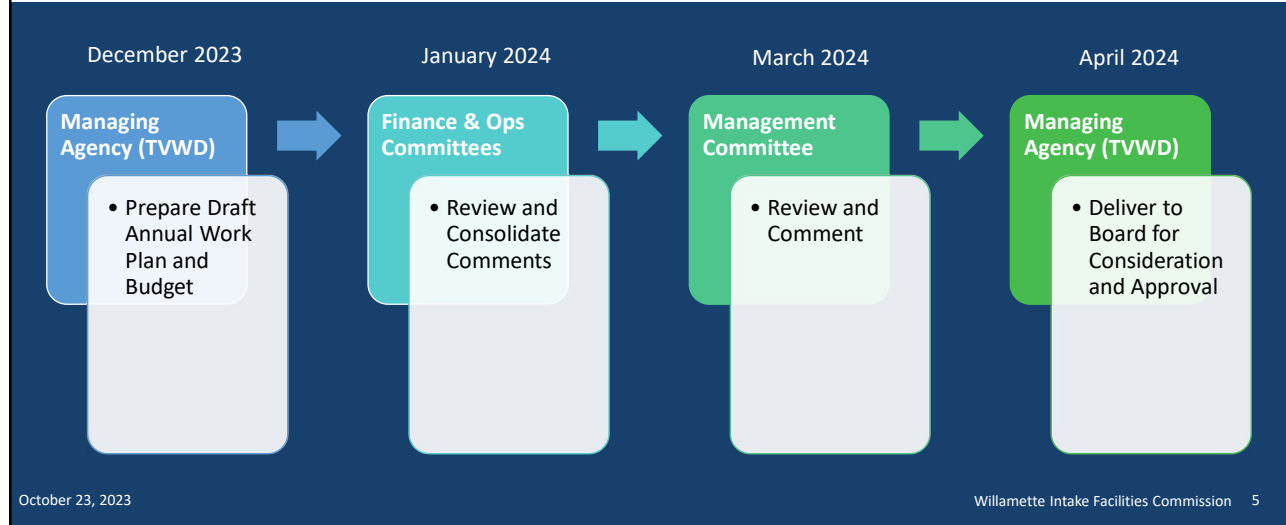 December 2023
January 2024
March 2024
April 2024
Managing
Agency (TVWD)
• Prepare Draft
Annual Work
Plan and
Budget
Finance & Ops
Committees
• Review and
Consolidate
Comments
Management
Committee
• Review and
Comment
Managing
Agency (TVWD)
• Deliver to
Board for
Consideration
and Approval
October 23, 2023
Willamette Intake Facilities Commission 5